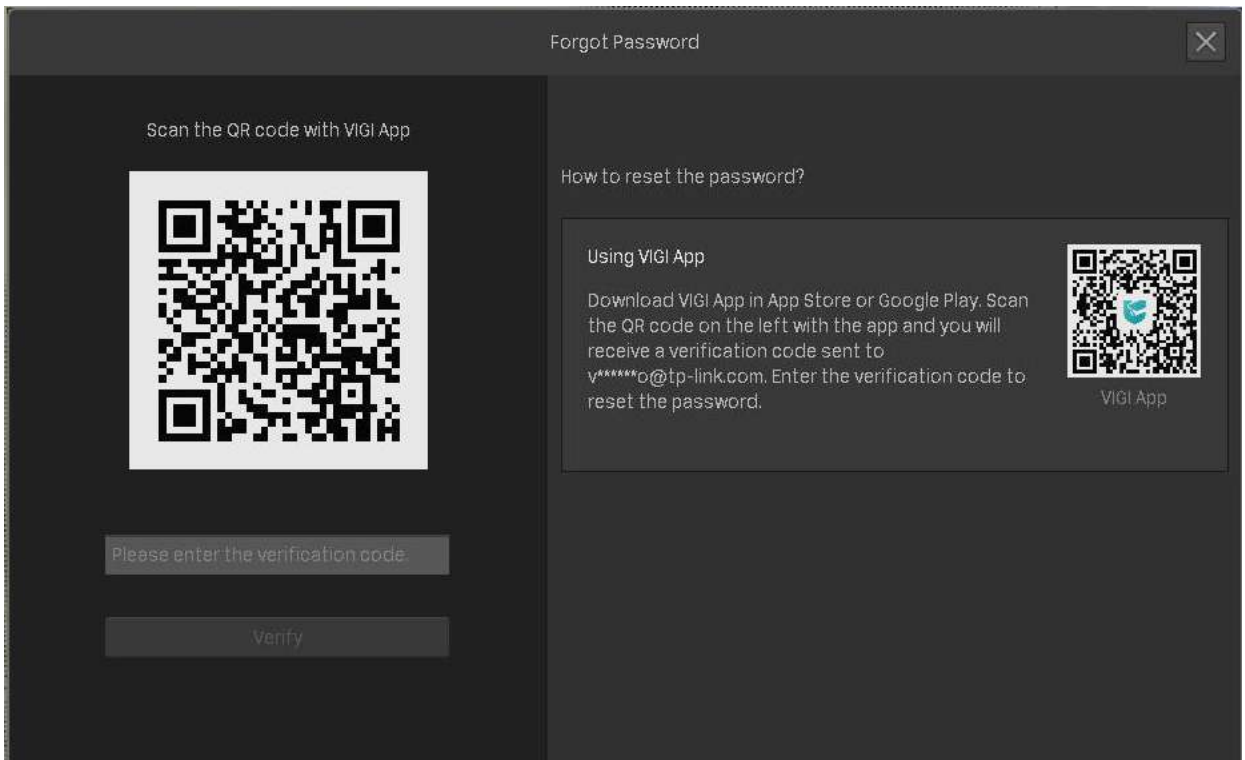 Forgot Password
Scan the QR code with VIGI App
Please enter the verification code.
Verify
How to reset the password?
Using VIGI App
Download VIGI App in App Store or Google Play. Scan
the QR code on the left with the app and you will
receive a verification code sent to
v******o@tp-link.com. Enter the verification code to
reset the password.
VIGI App